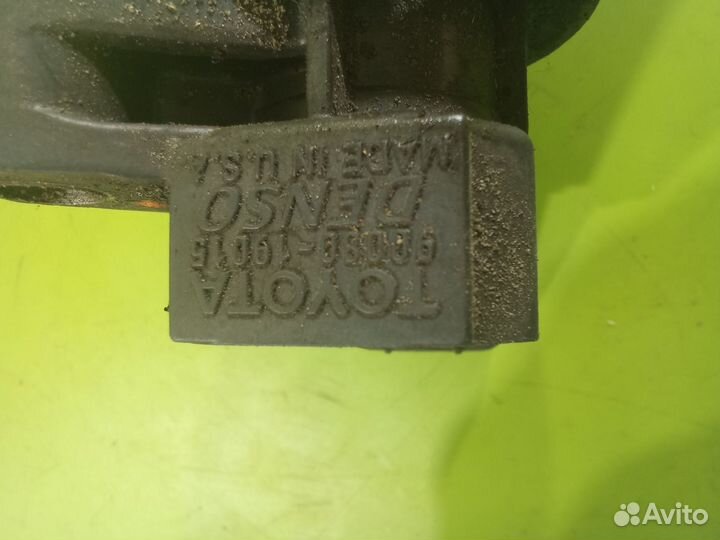 TOYOTA
90080-19015
DENSO
MADE IN U.S.A
Avito